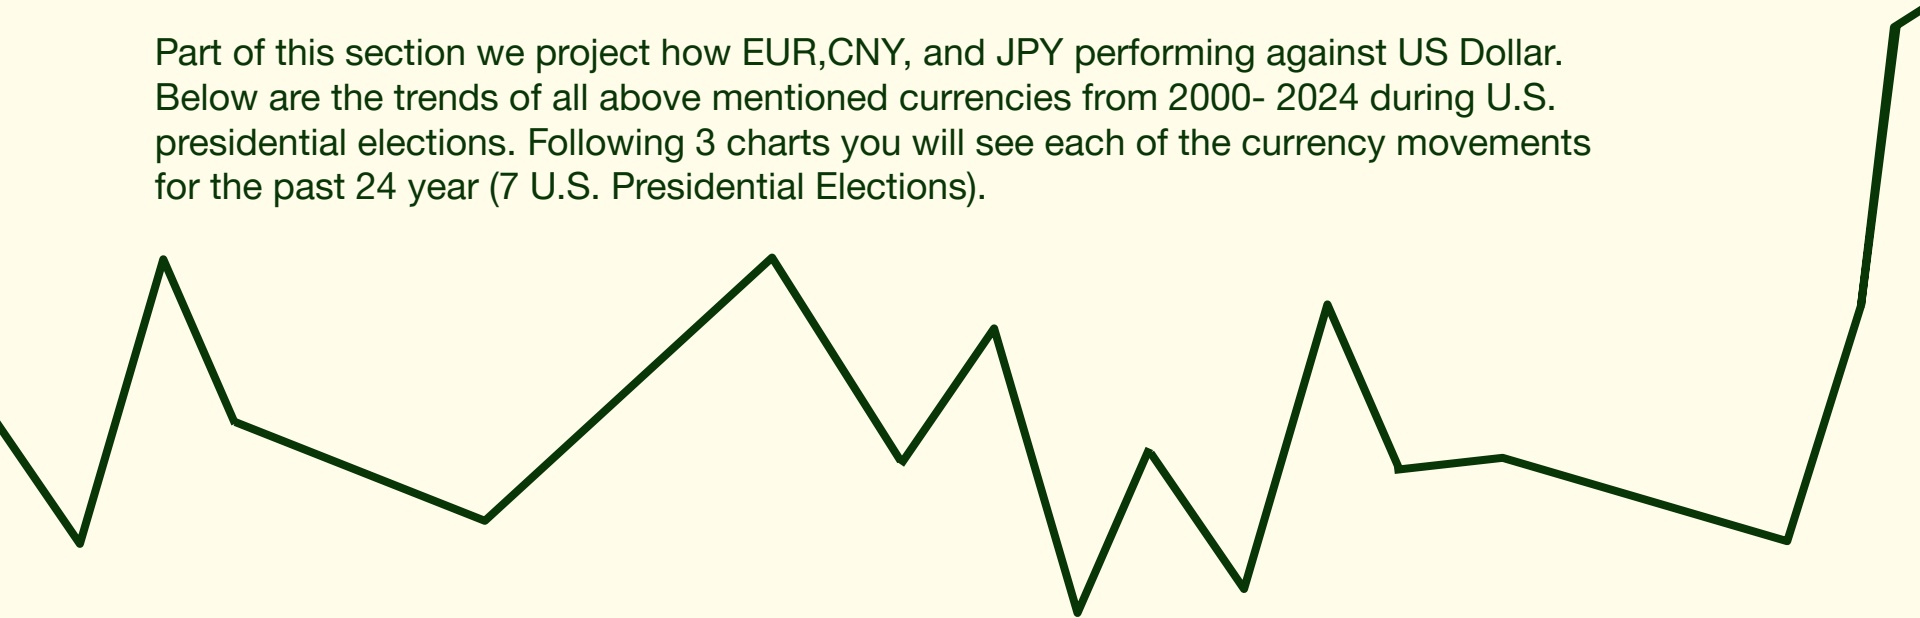 Part of this section we project how EUR,CNY, and JPY performing against US Dollar.
Below are the trends of all above mentioned currencies from 2000- 2024 during U.S.
presidential elections. Following 3 charts you will see each of the currency movements
for the past 24 year (7 U.S. Presidential Elections).